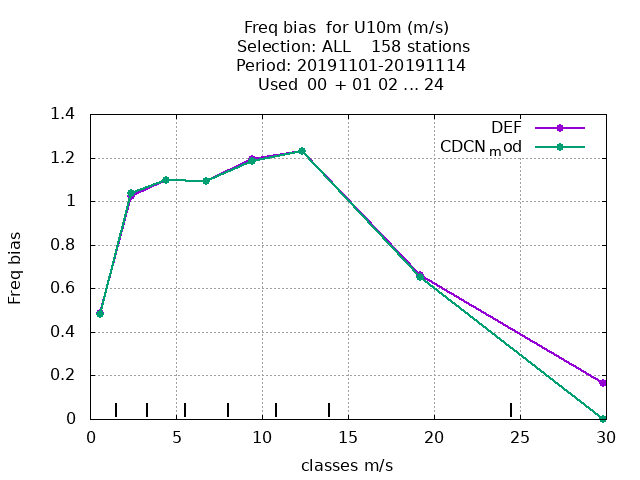 Freq bias  for U10m (m/s)
Selection: ALL    158 stations
Period: 20191101-20191114
Used  00  + 01 02 ... 24
DEF
CDCN_mod
1.4
1.2
1
0.8
0.6
0.4
0.2
0
Freq bias
0 5 10 15 20 25 30
classes m/s